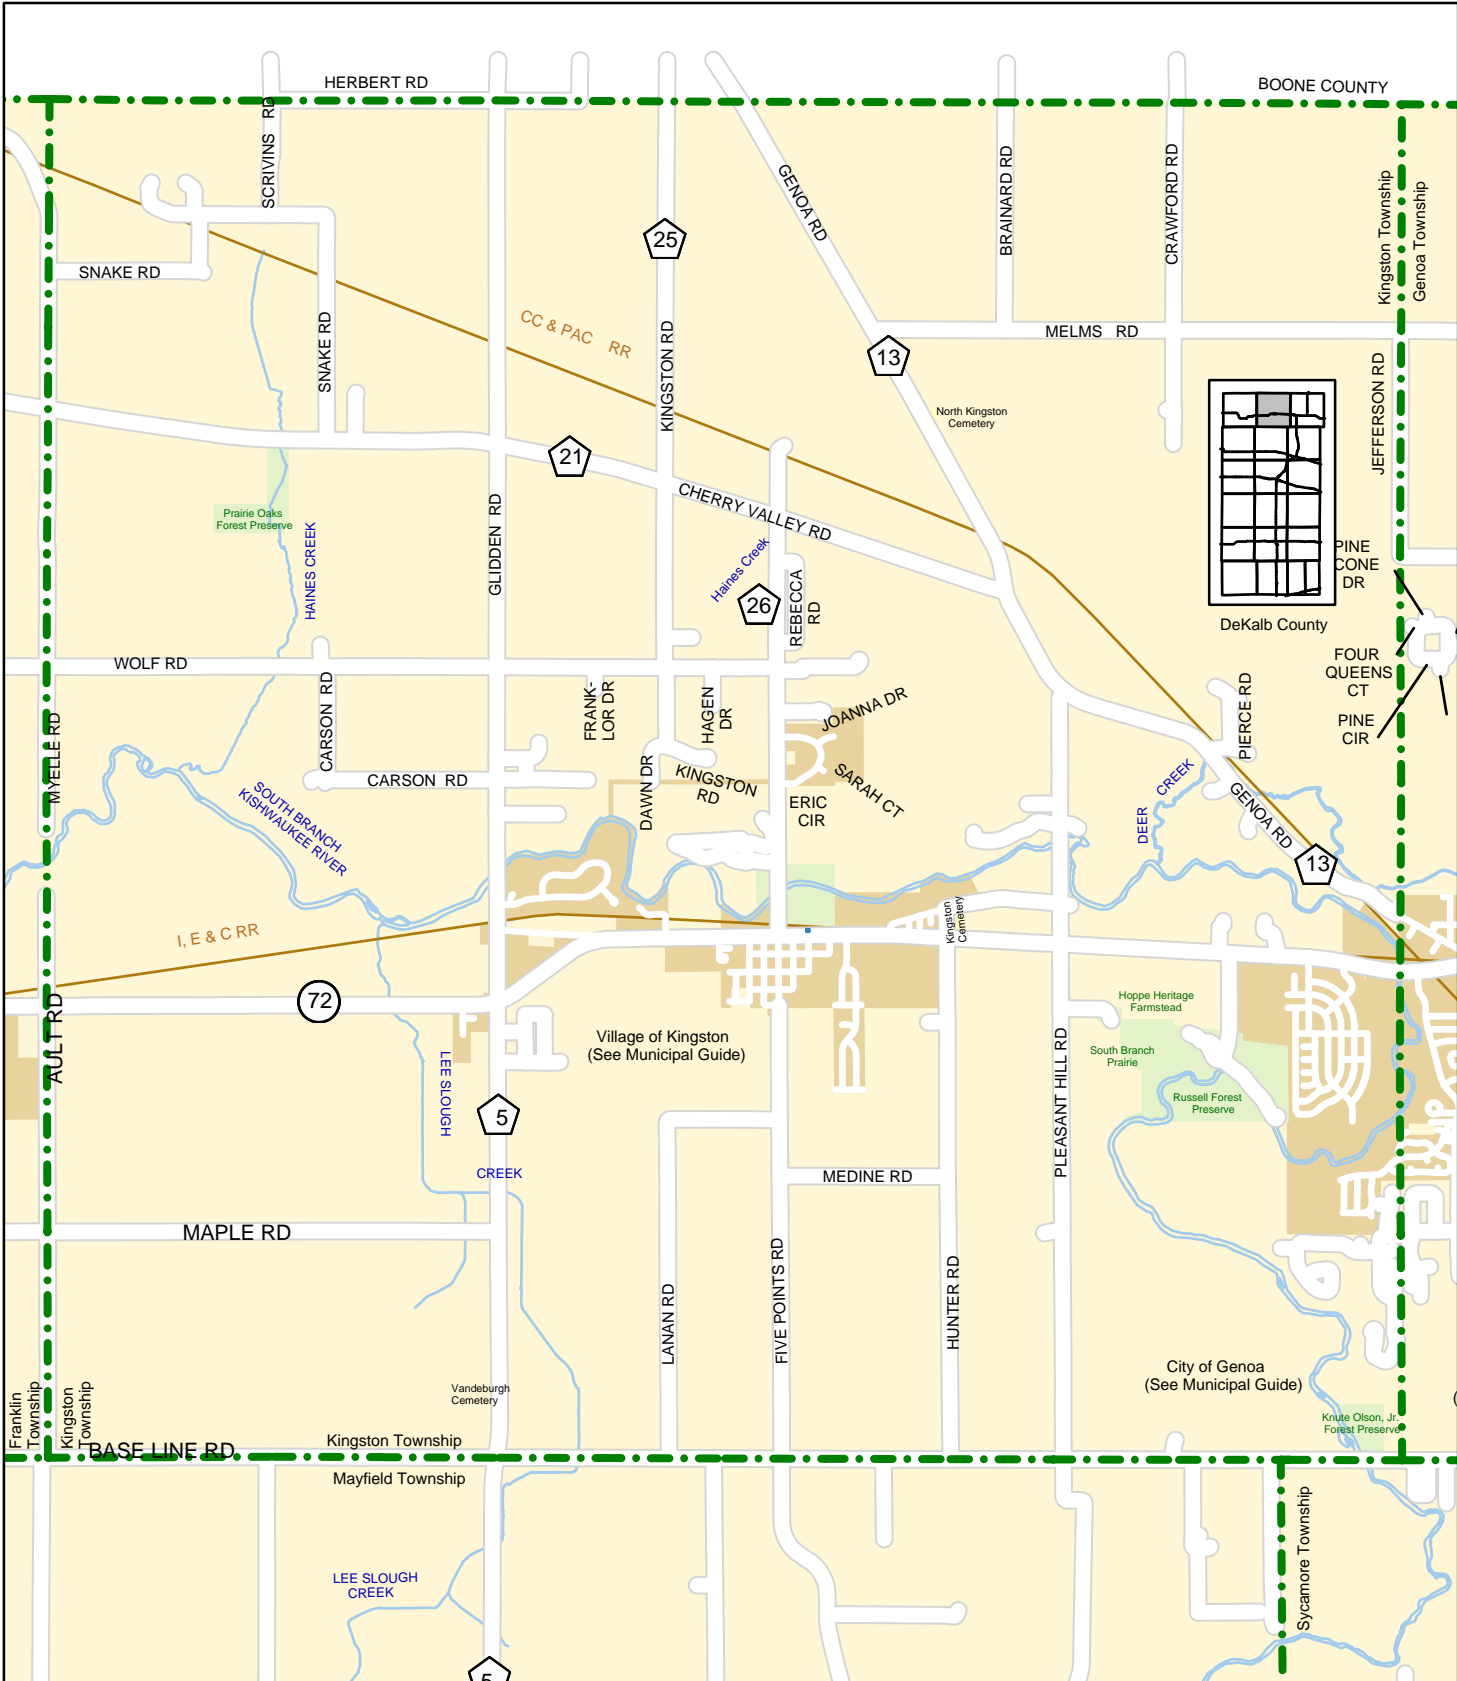 HERBERT RD
BOONE COUNTY
SCRIVINS RD
GENOA RD
BRAINARD RD
CRAWFORD RD
Kingston Township
Genoa Township
25
SNAKE RD
SNAKE RD
CC & PAC RR
KINGSTON RD
13
MELMS RD
JEFFERSON RD
North Kingston
Cemetery
21
CHERRY VALLEY RD
GLIDDEN RD
Prairie Oaks
Forest Preserve
HAINES CREEK
Haines Creek
26
REBECCA
RD
PINE
CONE
DR
DeKalb County
FOUR
QUEENS
CT
PINE
CIR
WOLF RD
CARSON RD
FRANK-
LOR DR
HAGEN
DR
JOANNA DR
PIERCE RD
MYELLE RD
CARSON RD
DAWN DR
KINGSTON
RD
SARAH CT
ERIC
CIR
SOUTH BRANCH
KISHWAUKEE RIVER
DEER
CREEK
GENOA RD
13
I, E & C RR
Kingston
Cemetery
72
AULT RD
Village of Kingston
(See Municipal Guide)
Hoppe Heritage
Farmstead
South Branch
Prairie
Russell Forest
Preserve
LEE SLOUGH
CREEK
5
PLEASANT HILL RD
MEDINE RD
MAPLE RD
LANAN RD
FIVE POINTS RD
HUNTER RD
City of Genoa
(See Municipal Guide)
Vandeburgh
Cemetery
Knute Olson, Jr.
Forest Preserve
(
Franklin
Township
Kingston
Township
BASE LINE RD
Kingston Township
Mayfield Township
Sycamore Township
LEE SLOUGH
CREEK
5